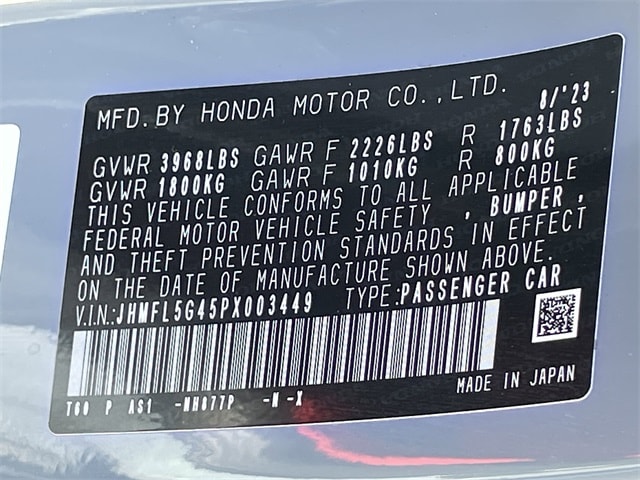 MFD. BY HONDA MOTOR CO., LTD. 8/'23
GVWR 3968LBS GAWR F 2226LBS R 1763LBS
GVWR 1800KG GAWR F 1010KG R 800KG
THIS VEHICLE CONFORMS TO ALL APPLICABLE
FEDERAL MOTOR VEHICLE SAFETY , BUMPER ,
AND THEFT PREVENTION STANDARDS IN EFFECT
ON THE DATE OF MANUFACTURE SHOWN ABOVE.
V.I.N.: JHMFL5G45PX003449 TYPE: PASSENGER CAR
MADE IN JAPAN
T60 P AS1 -NH877P -N -X